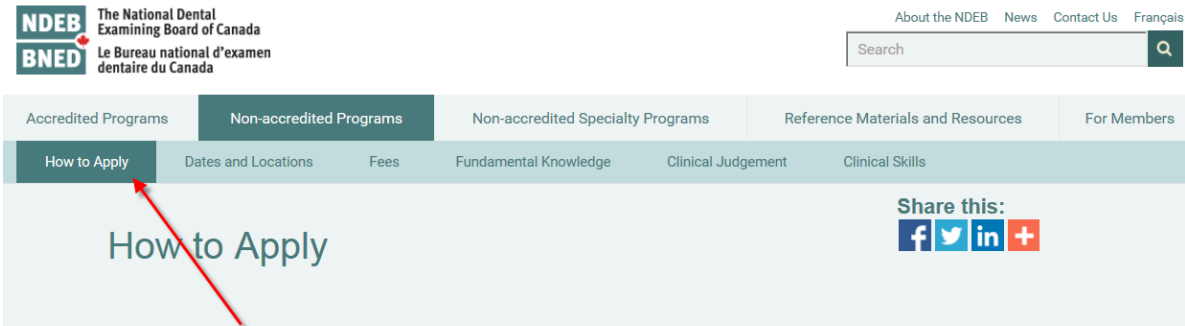 NDEB The National Dental
Examining Board of Canada
BNED Le Bureau national d'examen
dentaire du Canada
About the NDEB News Contact Us Français
Search
Accredited Programs Non-accredited Programs Non-accredited Specialty Programs Reference Materials and Resources For Members
How to Apply Dates and Locations Fees Fundamental Knowledge Clinical Judgement Clinical Skills
Share this:
f in +
How to Apply